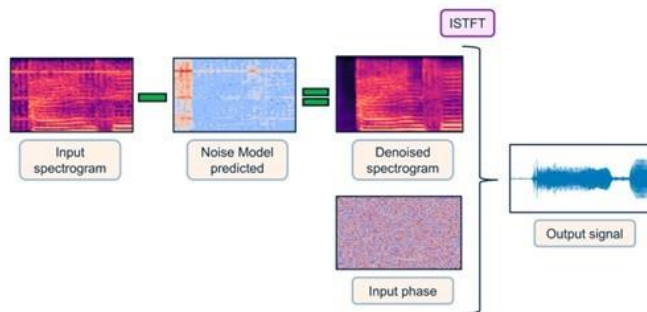 ISTFT
Input
spectrogram
Noise Model
predicted
Denoised
spectrogram
Input phase
Output signal